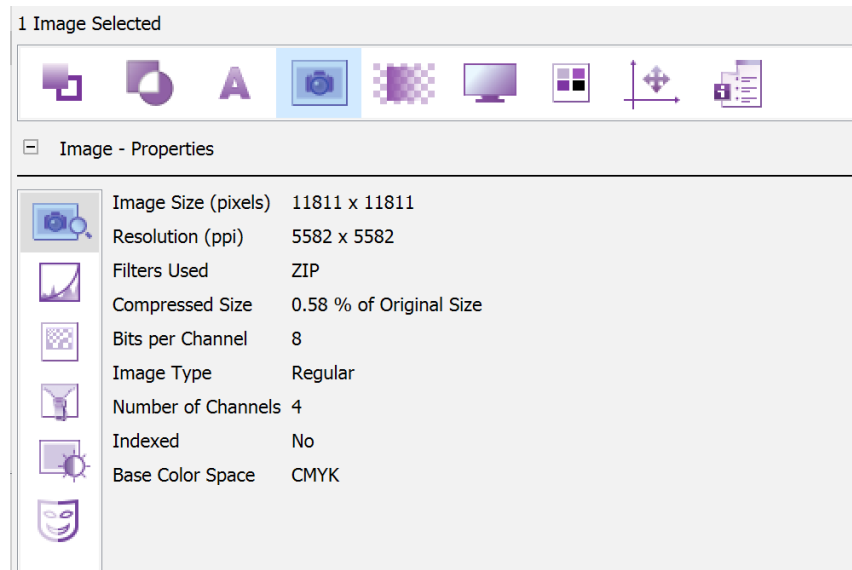 1 Image Selected
A
i
Image - Properties
Image Size (pixels) 11811 x 11811
Resolution (ppi) 5582 x 5582
Filters Used ZIP
Compressed Size 0.58 % of Original Size
Bits per Channel 8
Image Type Regular
Number of Channels 4
Indexed No
Base Color Space CMYK